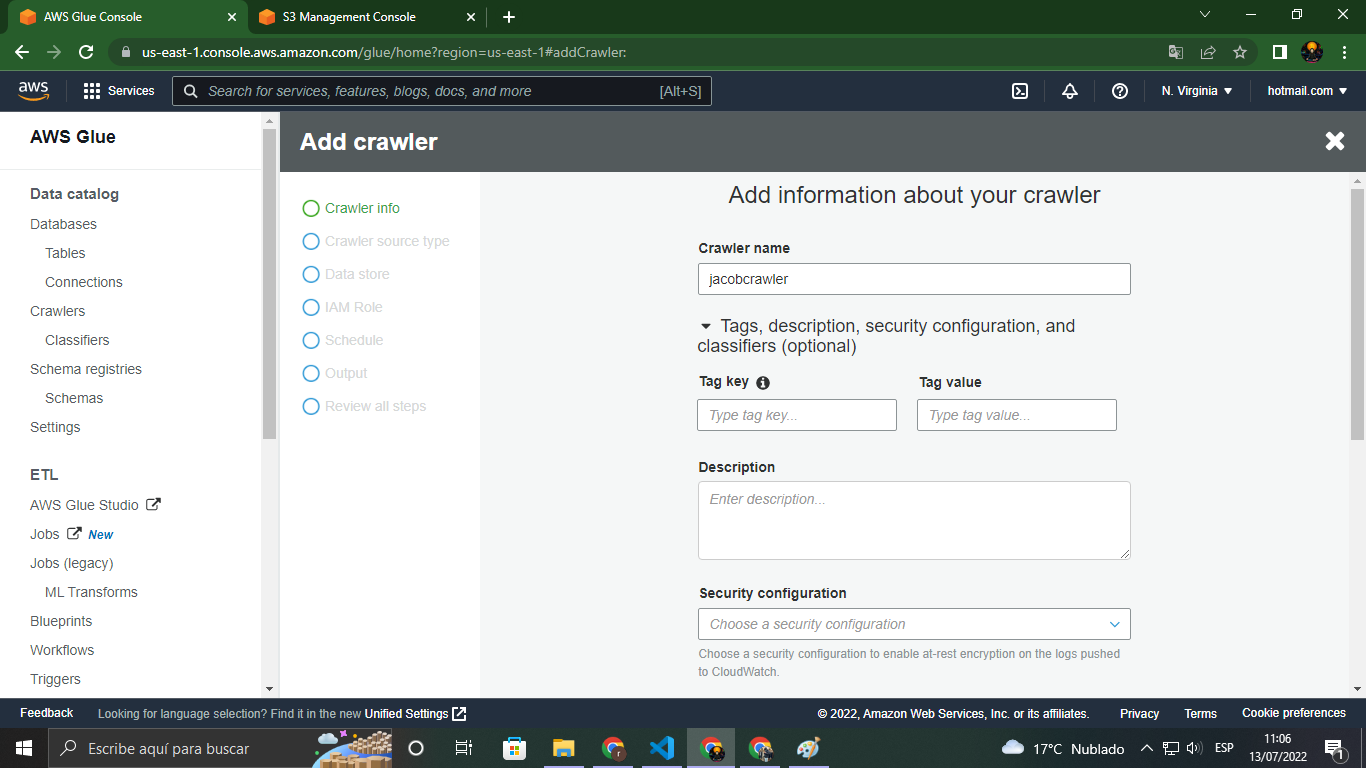 AWS Glue Console
S3 Management Console
us-east-1.console.aws.amazon.com/glue/home?region=us-east-1#addCrawler:
aws
Services
Search for services, features, blogs, docs, and more
[Alt+S]
N. Virginia
hotmail.com
AWS Glue
Data catalog
Databases
Tables
Connections
Crawlers
Classifiers
Schema registries
Schemas
Settings
ETL
AWS Glue Studio
Jobs New
Jobs (legacy)
ML Transforms
Blueprints
Workflows
Triggers
Add crawler
Crawler info
Crawler source type
Data store
IAM Role
Schedule
Output
Review all steps
Add information about your crawler
Crawler name
jacobcrawler
Tags, description, security configuration, and
classifiers (optional)
Tag key
Tag value
Type tag key...
Type tag value...
Description
Enter description...
Security configuration
Choose a security configuration
Choose a security configuration to enable at-rest encryption on the logs pushed
to CloudWatch.
Feedback
Looking for language selection? Find it in the new Unified Settings
© 2022, Amazon Web Services, Inc. or its affiliates.
Privacy
Terms
Cookie preferences
Escribe aquí para buscar
17°C Nublado
ESP
11:06
13/07/2022
1